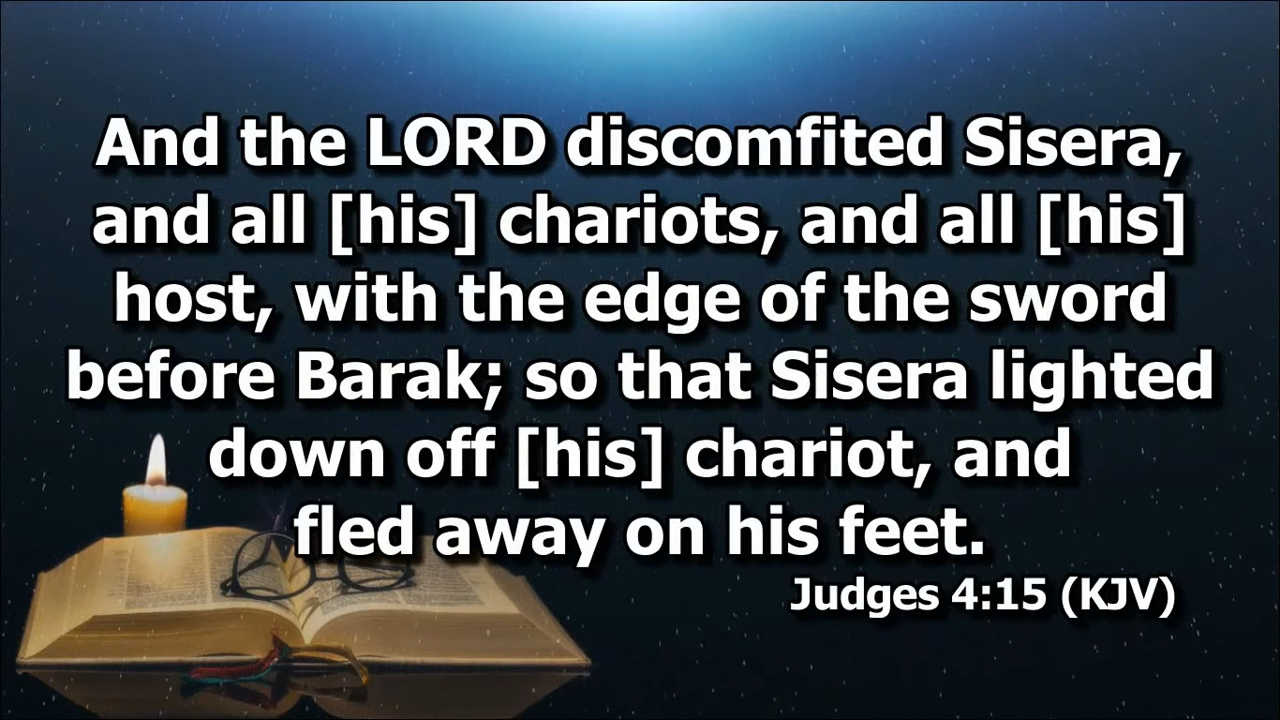 And the LORD discomfited Sisera,
and all [his] chariots, and all [his]
host, with the edge of the sword
before Barak; so that Sisera lighted
down off [his] chariot, and
fled away on his feet.
Judges 4:15 (KJV)